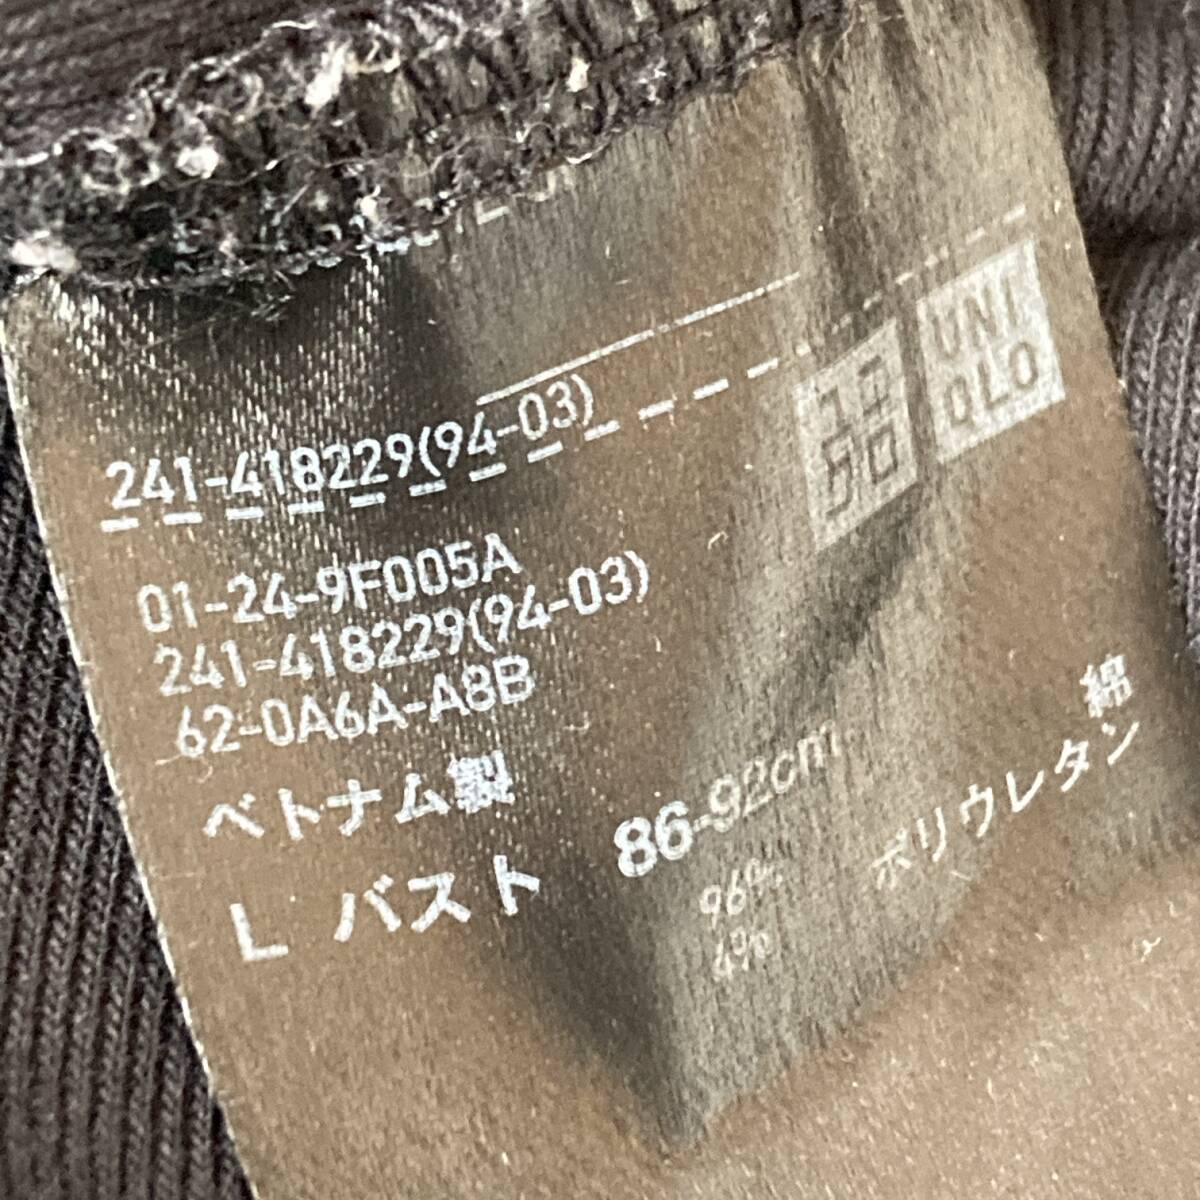 241-418229(94-03)
ユニ
クロ
UNI
QLO
01-24-9F005A
241-418229(94-03)
62-0A6A-A8B
ベトナム製
L バスト 86-92cm
綿 96%
ポリウレタン 4%